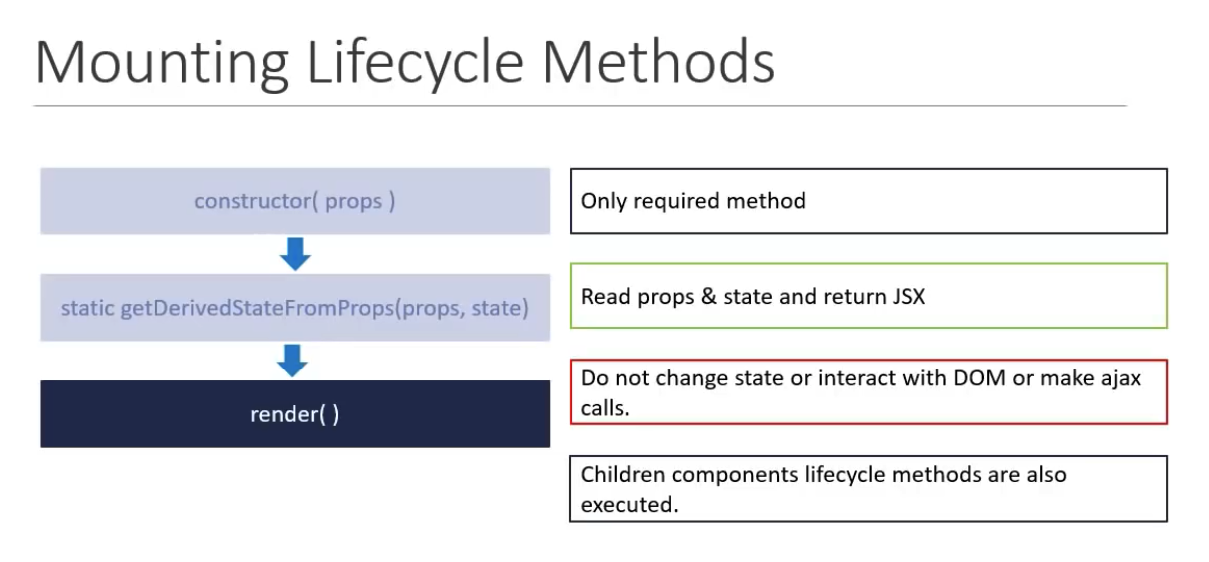 Mounting Lifecycle Methods
constructor( props )
static getDerivedStateFromProps(props, state)
render( )
Only required method
Read props & state and return JSX
Do not change state or interact with DOM or make ajax
calls.
Children components lifecycle methods are also
executed.